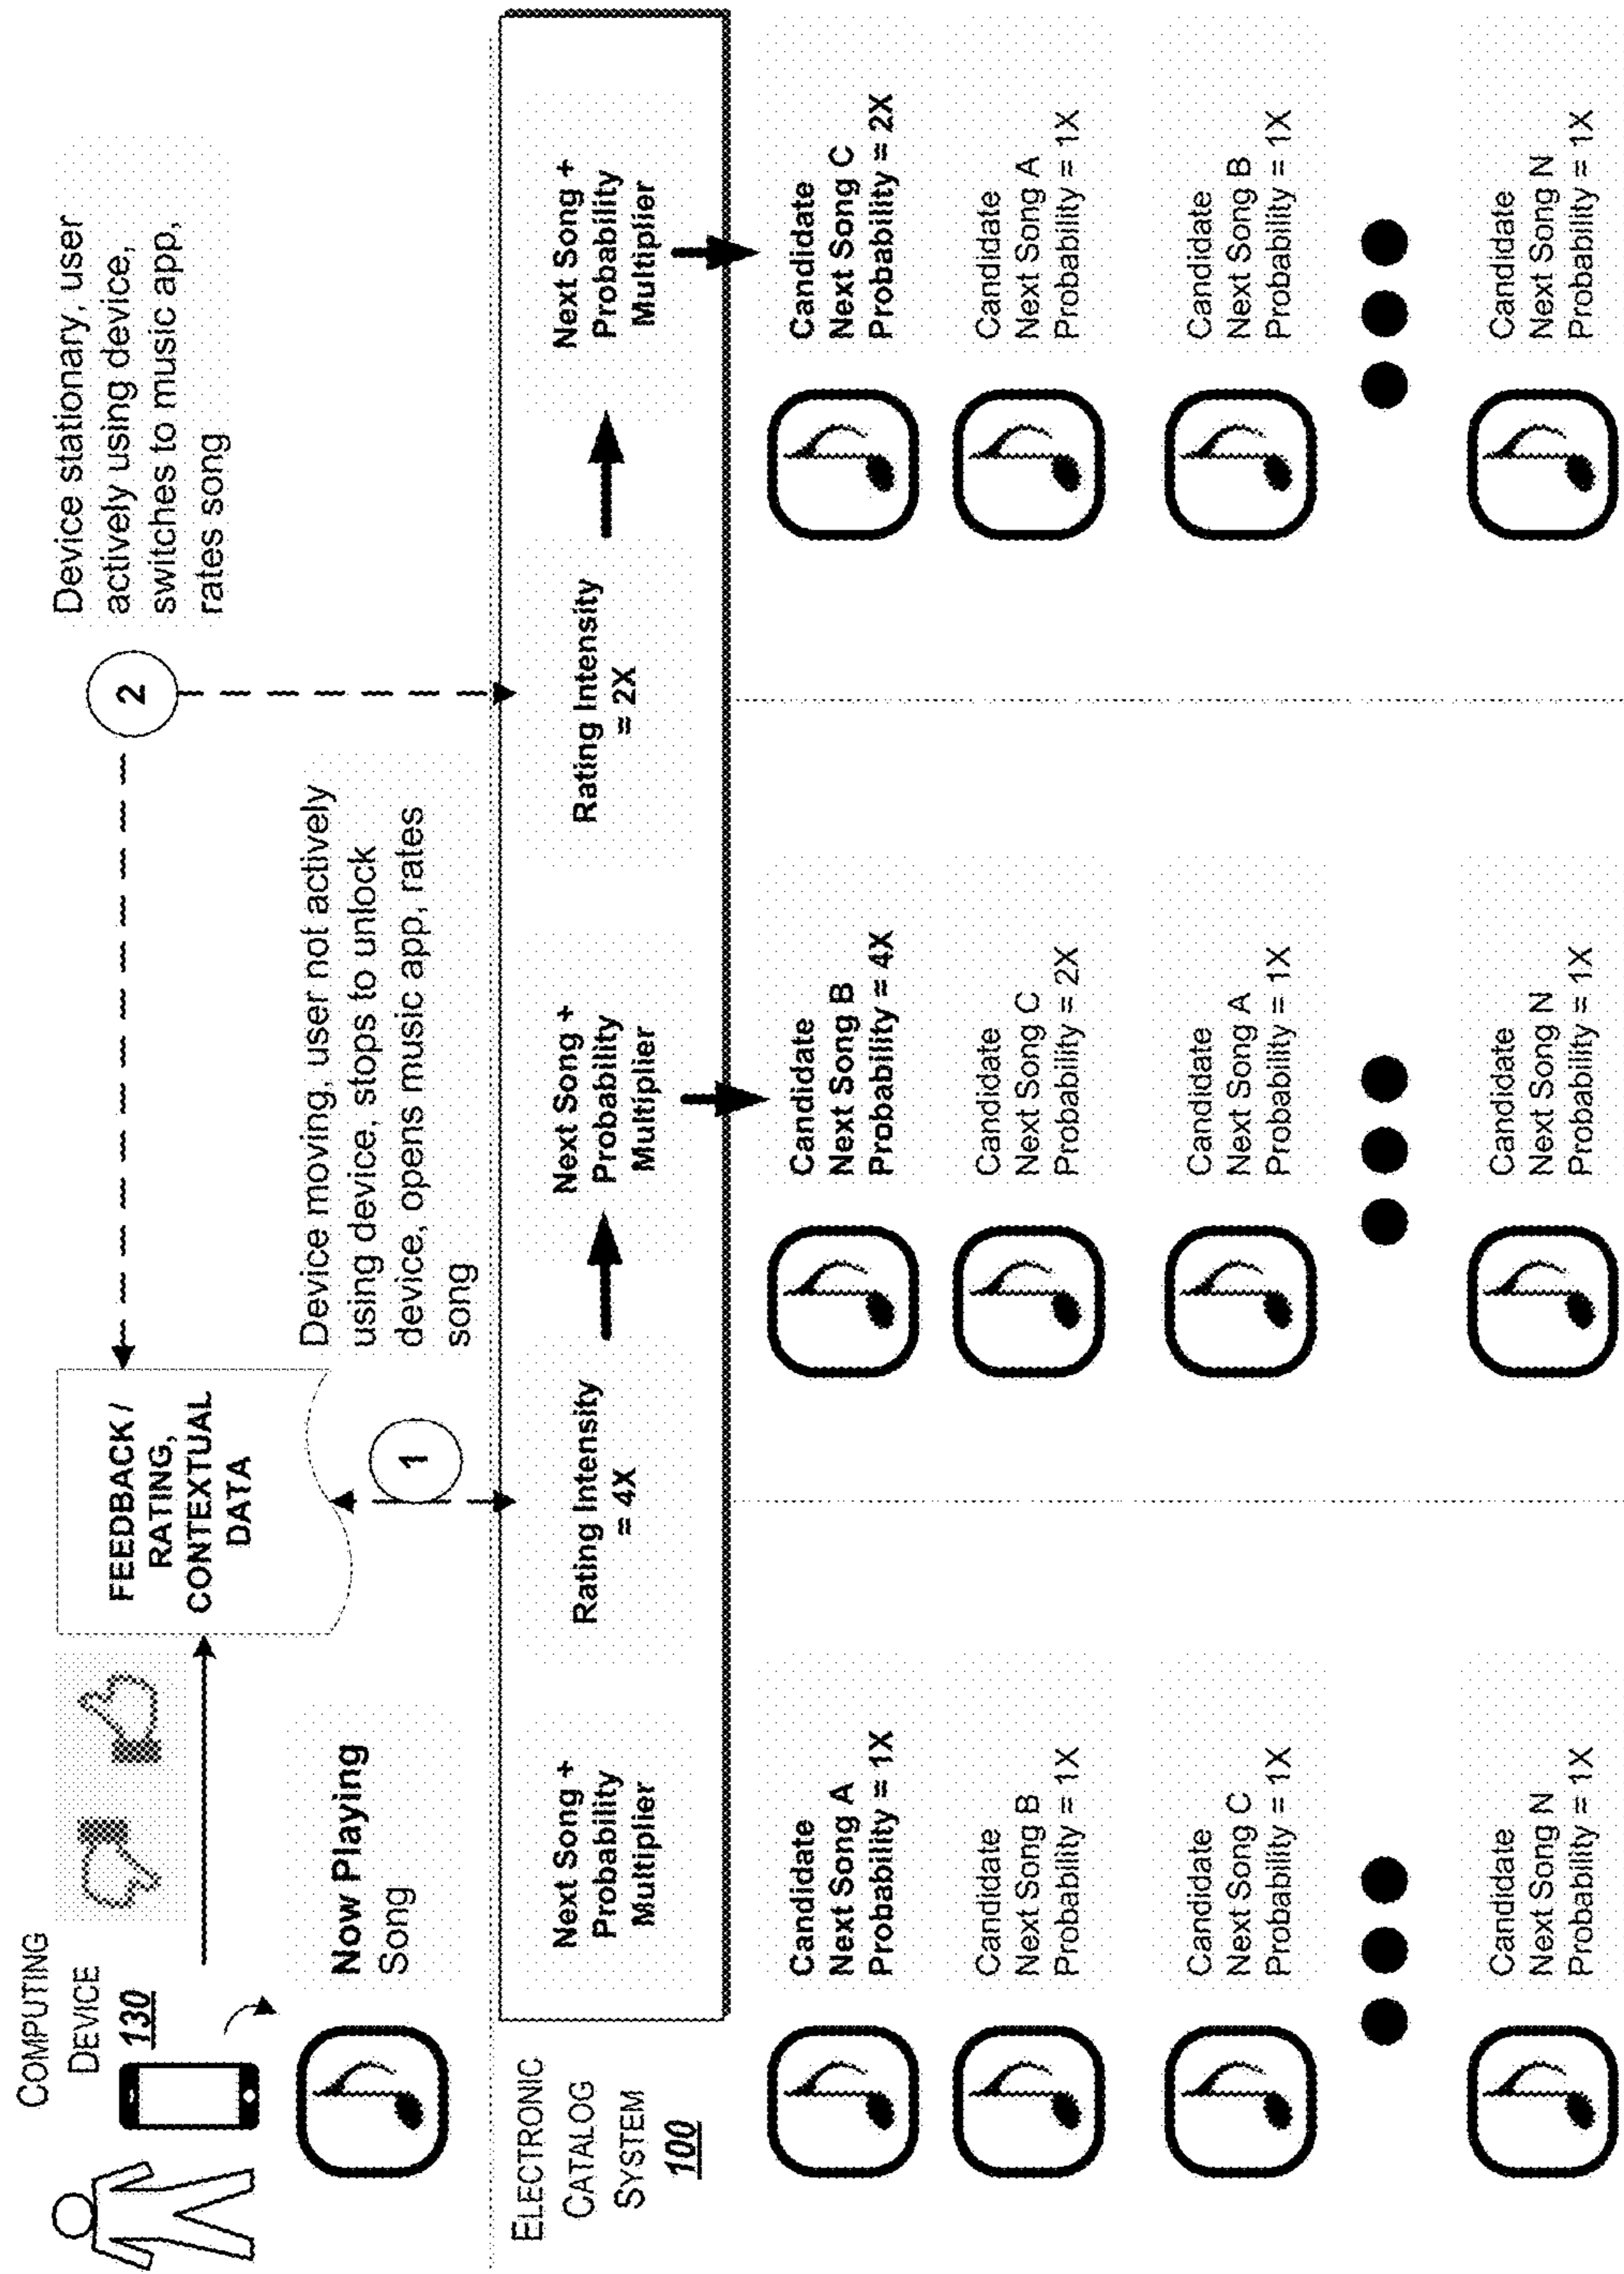 COMPUTING
DEVICE
130
FEEDBACK /
RATING,
CONTEXTUAL
DATA
2
Device stationary, user
actively using device,
switches to music app,
rates song
Now Playing
Song
1
Device moving, user not actively
using device, stops to unlock
device, opens music app, rates
song
ELECTRONIC
CATALOG
SYSTEM
100
Next Song +
Probability
Multiplier
Rating Intensity
= 4X
Next Song +
Probability
Multiplier
Rating Intensity
= 2X
Next Song +
Probability
Multiplier
Candidate
Next Song A
Probability = 1X
Candidate
Next Song B
Probability = 4X
Candidate
Next Song C
Probability = 2X
Candidate
Next Song B
Probability = 1X
Candidate
Next Song C
Probability = 2X
Candidate
Next Song A
Probability = 1X
Candidate
Next Song C
Probability = 1X
Candidate
Next Song A
Probability = 1X
Candidate
Next Song B
Probability = 1X
Candidate
Next Song N
Probability = 1X
Candidate
Next Song N
Probability = 1X
Candidate
Next Song N
Probability = 1X